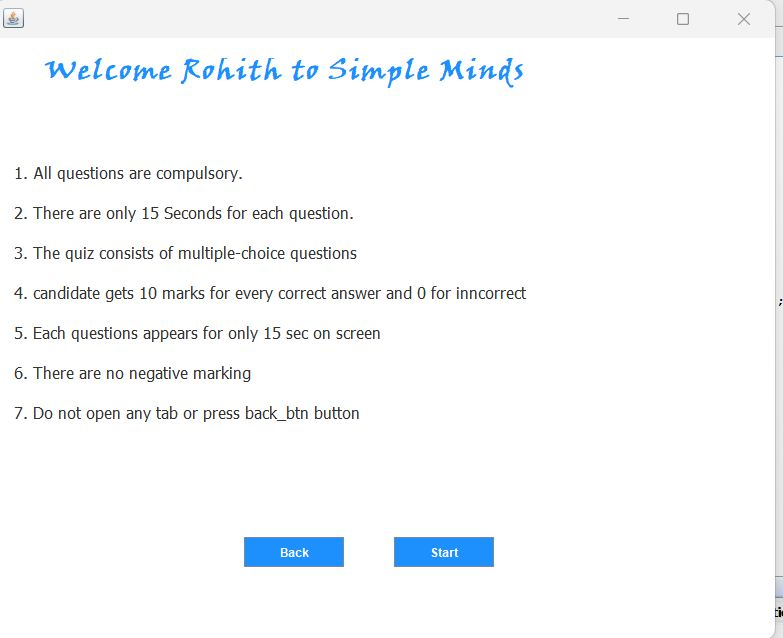 Welcome Rohith to Simple Minds
1. All questions are compulsory.
2. There are only 15 Seconds for each question.
3. The quiz consists of multiple-choice questions
4. candidate gets 10 marks for every correct answer and 0 for inncorrect
5. Each questions appears for only 15 sec on screen
6. There are no negative marking
7. Do not open any tab or press back_btn button
Back Start